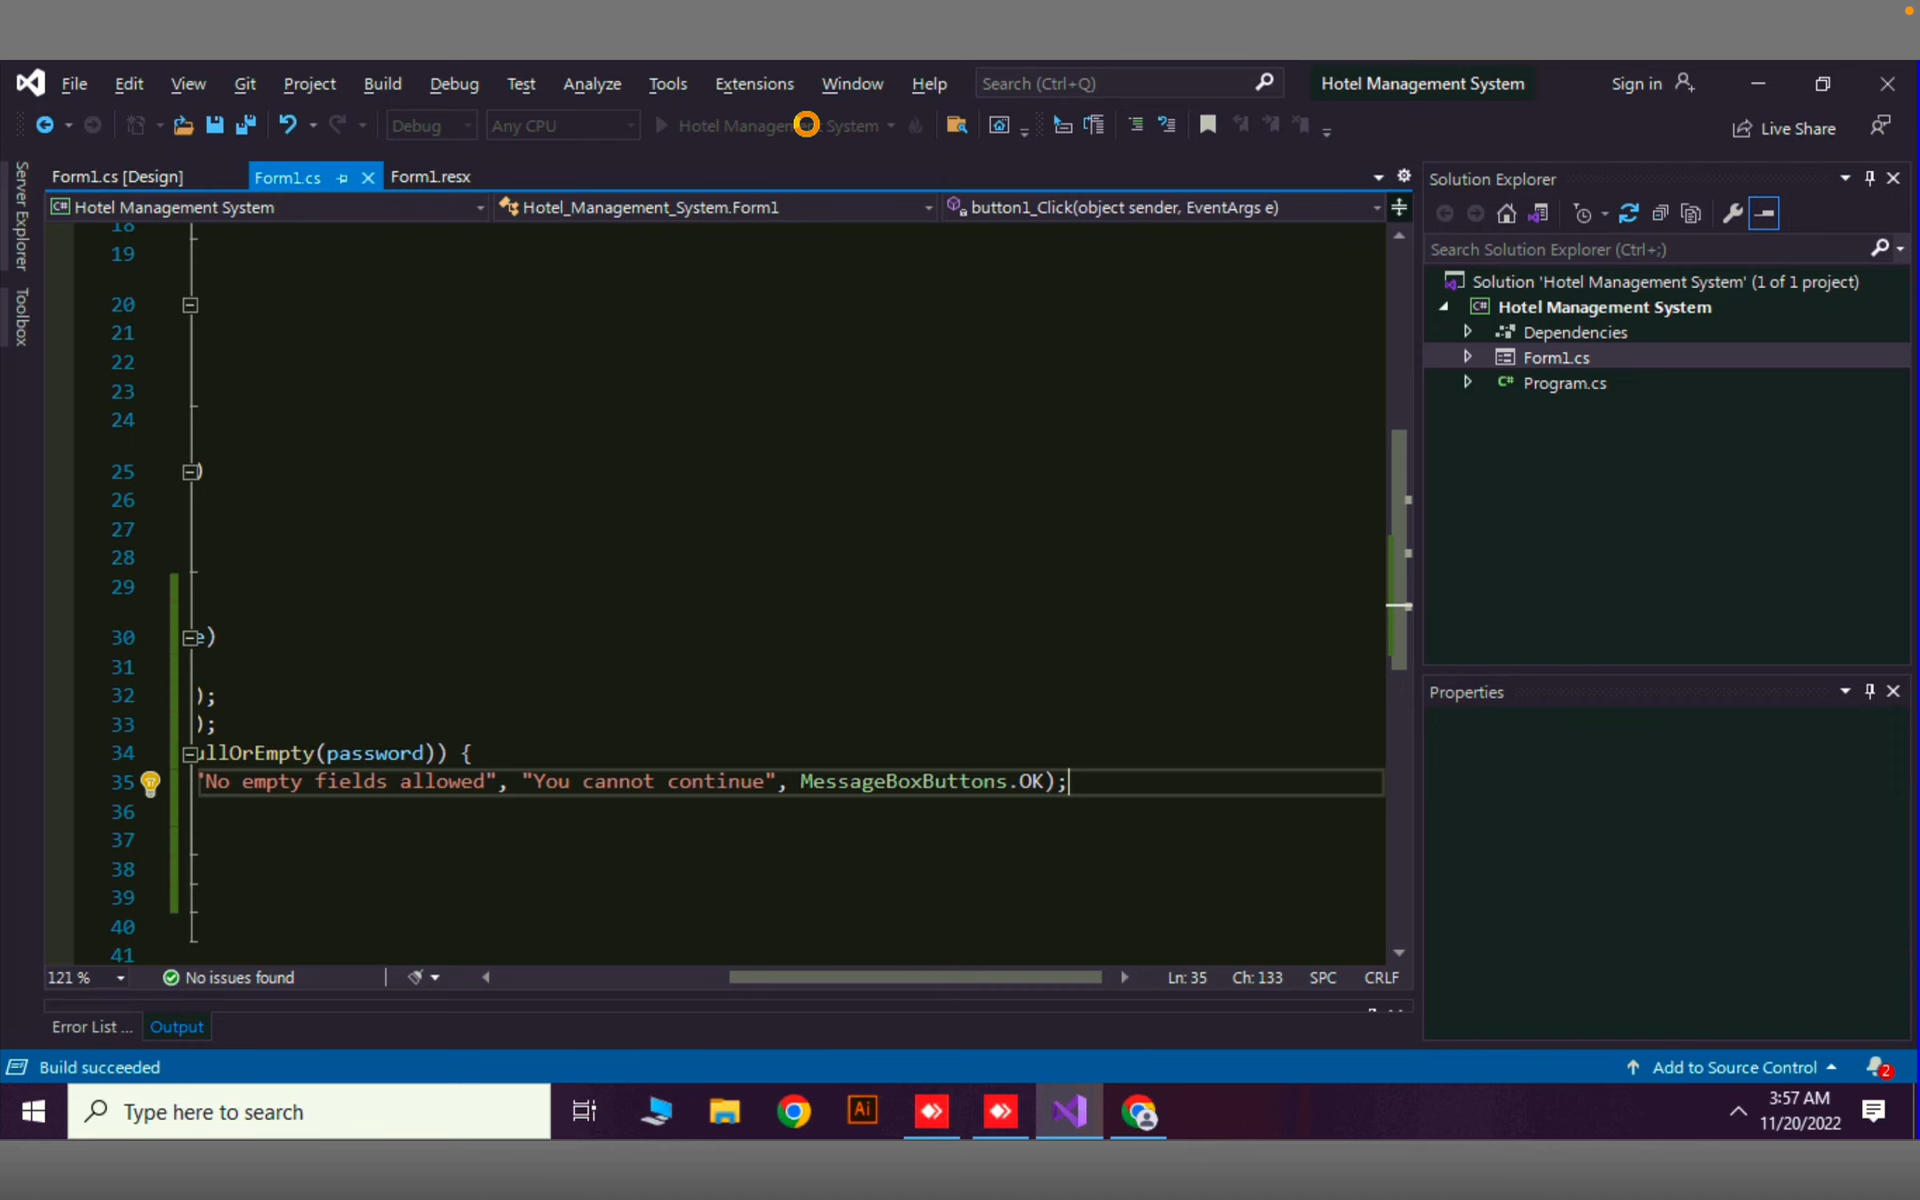 File Edit View Git Project Build Debug Test Analyze Tools Extensions Window Help Search (Ctrl+Q) Hotel Management System Sign in
Debug Any CPU Hotel Management System Live Share
Server Explorer
Toolbox
Form1.cs [Design] Form1.cs Form1.resx
Hotel Management System Hotel_Management_System.Form1 button1_Click(object sender, EventArgs e)
18
19
20
21
22
23
24
25 )
26
27
28
29
30 e)
31
32 );
33 );
34 ullOrEmpty(password)) {
35 "No empty fields allowed", "You cannot continue", MessageBoxButtons.OK);
36
37
38
39
40
41
121 % No issues found Ln: 35 Ch: 133 SPC CRLF
Error List ... Output
Solution Explorer
Search Solution Explorer (Ctrl+;)
Solution 'Hotel Management System' (1 of 1 project)
C# Hotel Management System
Dependencies
Form1.cs
C# Program.cs
Properties
Build succeeded Add to Source Control 2
Type here to search Ai 3:57 AM
11/20/2022